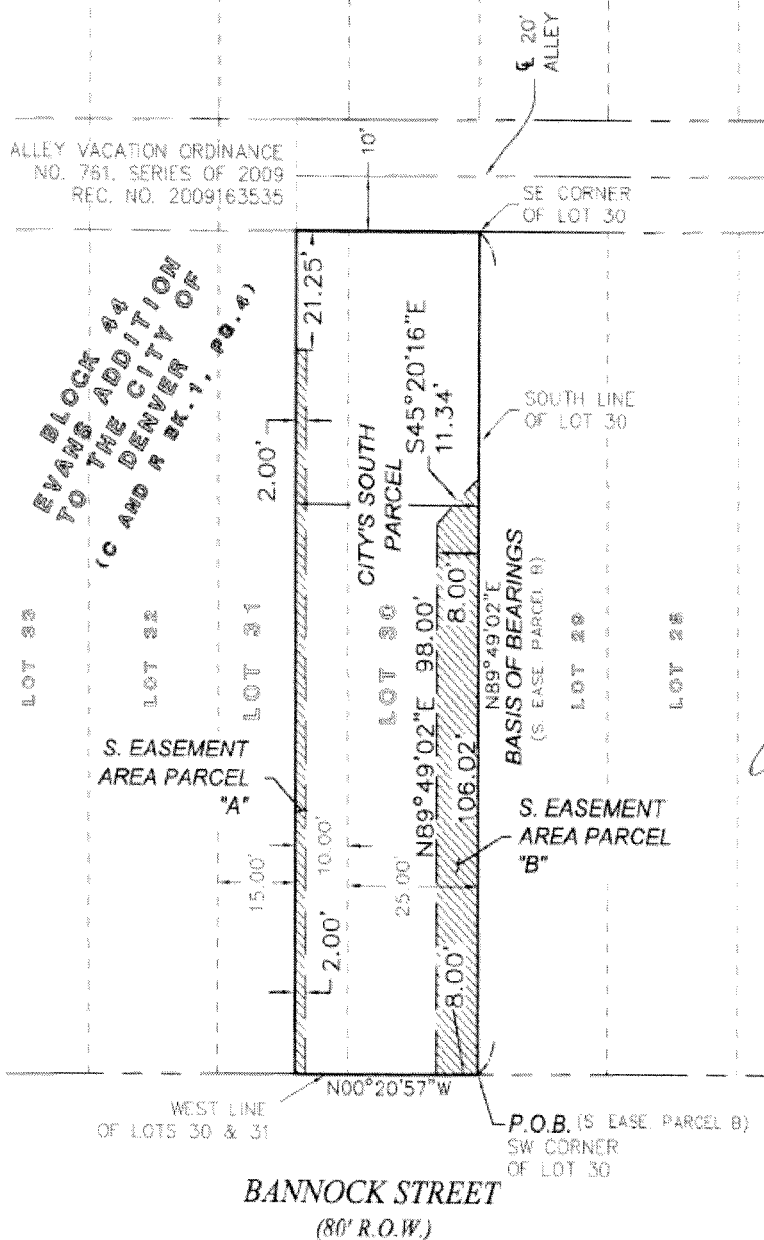 ℄ 20'
ALLEY
ALLEY VACATION ORDINANCE
NO. 761, SERIES OF 2009
REC. NO. 2009163535
10'
SE CORNER
OF LOT 30
BLOCK 44
EVANS ADDITION
TO THE CITY OF
DENVER
(C AND R BK. 1, PG.4)
21.25'
2.00'
S45°20'16"E
11.34'
SOUTH LINE
OF LOT 30
CITY'S SOUTH
PARCEL
LOT 33
LOT 32
LOT 31
LOT 30
N89°49'02"E 98.00'
8.00'
106.02'
N89°49'02"E
BASIS OF BEARINGS
(S. EASE. PARCEL B)
LOT 29
LOT 28
S. EASEMENT
AREA PARCEL
"A"
S. EASEMENT
AREA PARCEL
"B"
15.00'
10.00'
25.00'
2.00'
8.00'
N00°20'57"W
WEST LINE
OF LOTS 30 & 31
P.O.B. (S. EASE. PARCEL B)
SW CORNER
OF LOT 30
BANNOCK STREET
(80' R.O.W.)